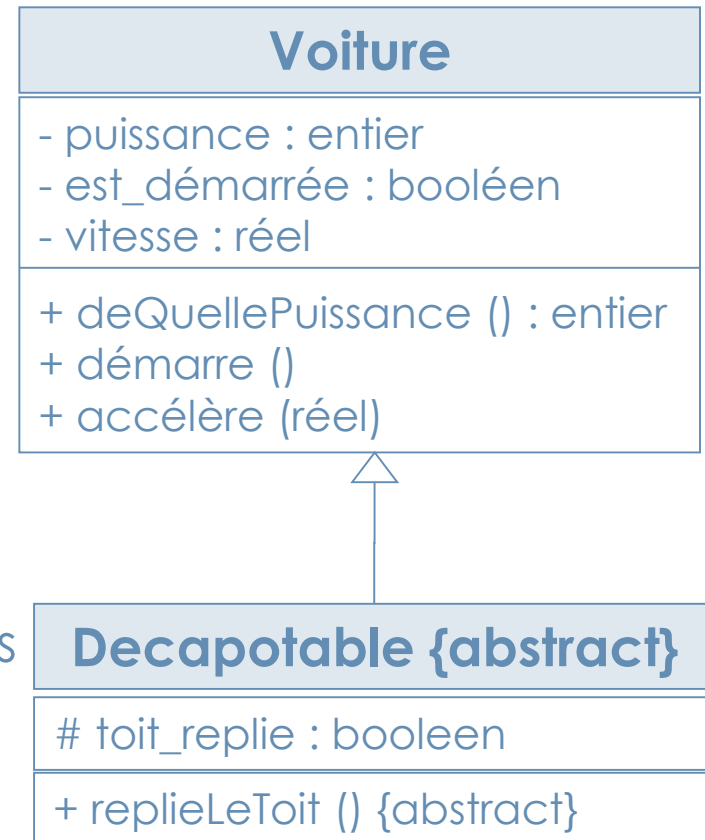 Voiture
- puissance : entier
- est_démarrée : booléen
- vitesse : réel
+ deQuellePuissance () : entier
+ démarre ()
+ accélère (réel)
s
Decapotable {abstract}
# toit_replie : booleen
+ replieLeToit () {abstract}